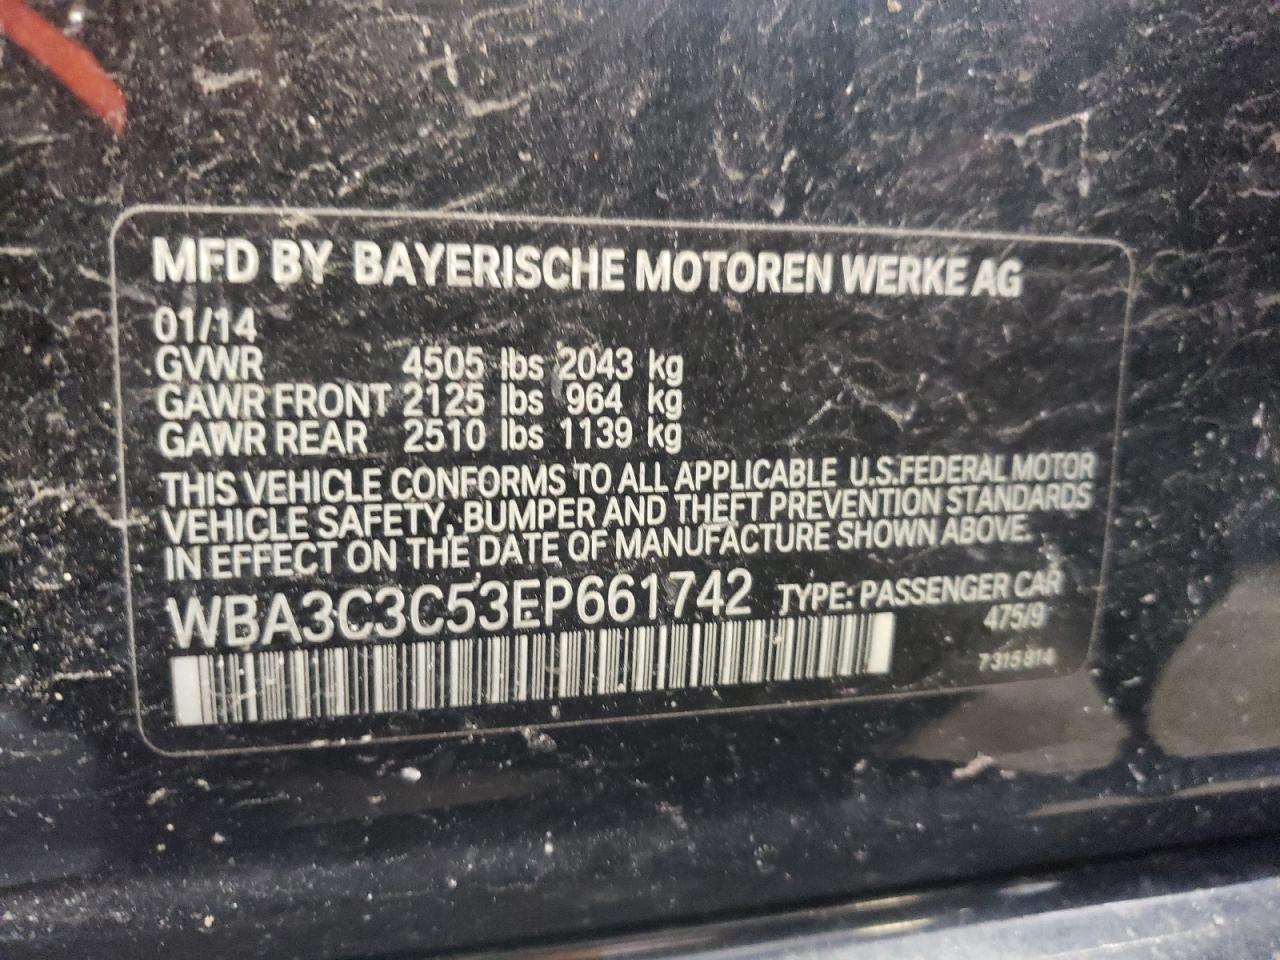 MFD BY BAYERISCHE MOTOREN WERKE AG
01/14
GVWR 4505 lbs 2043 kg
GAWR FRONT 2125 lbs 964 kg
GAWR REAR 2510 lbs 1139 kg
THIS VEHICLE CONFORMS TO ALL APPLICABLE U.S.FEDERAL MOTOR
VEHICLE SAFETY, BUMPER AND THEFT PREVENTION STANDARDS
IN EFFECT ON THE DATE OF MANUFACTURE SHOWN ABOVE.
WBA3C3C53EP661742 TYPE: PASSENGER CAR
475/9
7315814